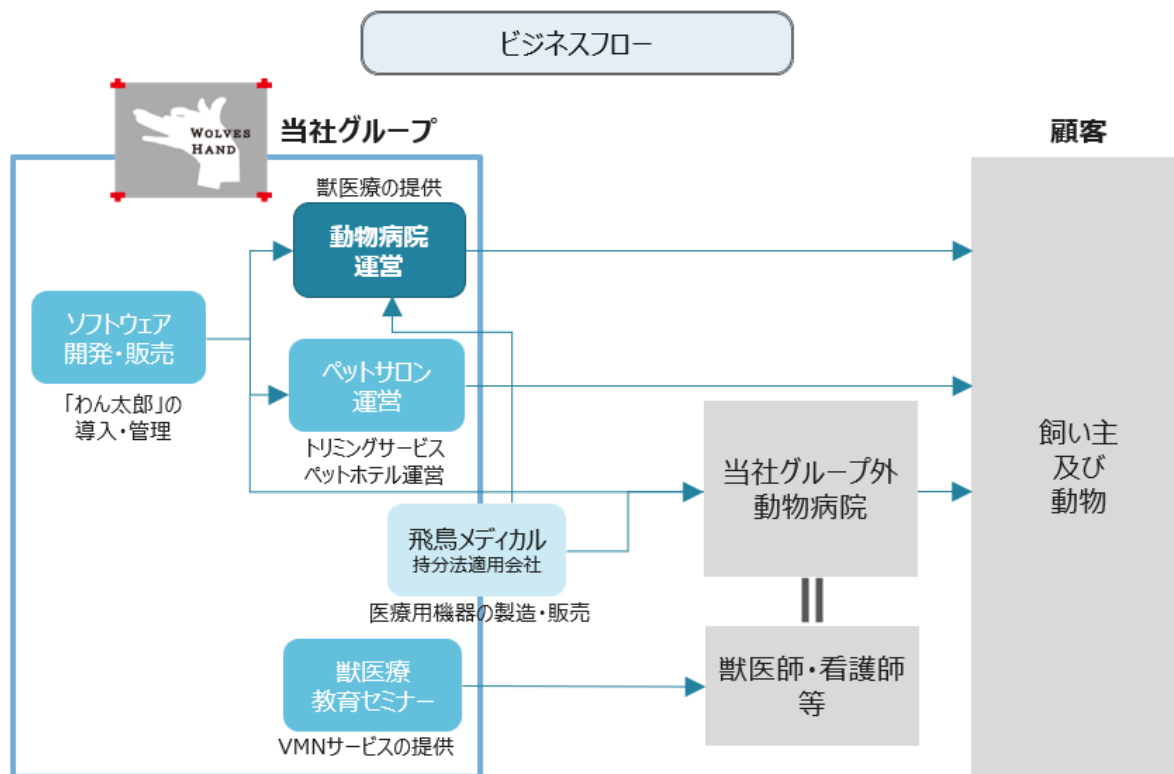 ビジネスフロー
WOLVES
HAND
当社グループ
顧客
獣医療の提供
動物病院
運営
ソフトウェア
開発・販売
「わん太郎」の
導入・管理
ペットサロン
運営
トリミングサービス
ペットホテル運営
当社グループ外
動物病院
飼い主
及び
動物
飛鳥メディカル
持分法適用会社
医療用機器の製造・販売
獣医療
教育セミナー
VMNサービスの提供
獣医師・看護師
等